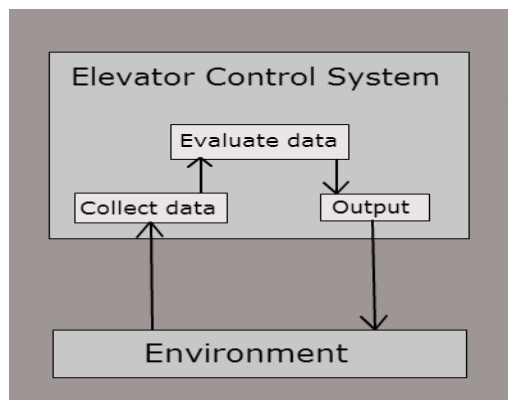 Elevator Control System
Evaluate data
Collect data
Output
Environment